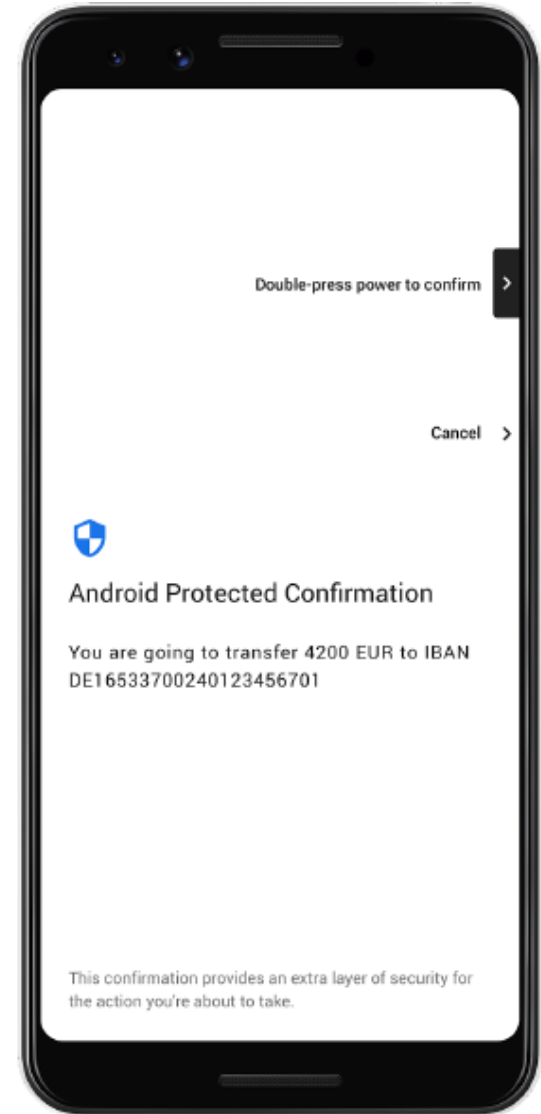 Double-press power to confirm
Cancel
Android Protected Confirmation
You are going to transfer 4200 EUR to IBAN
DE16533700240123456701
This confirmation provides an extra layer of security for
the action you're about to take.